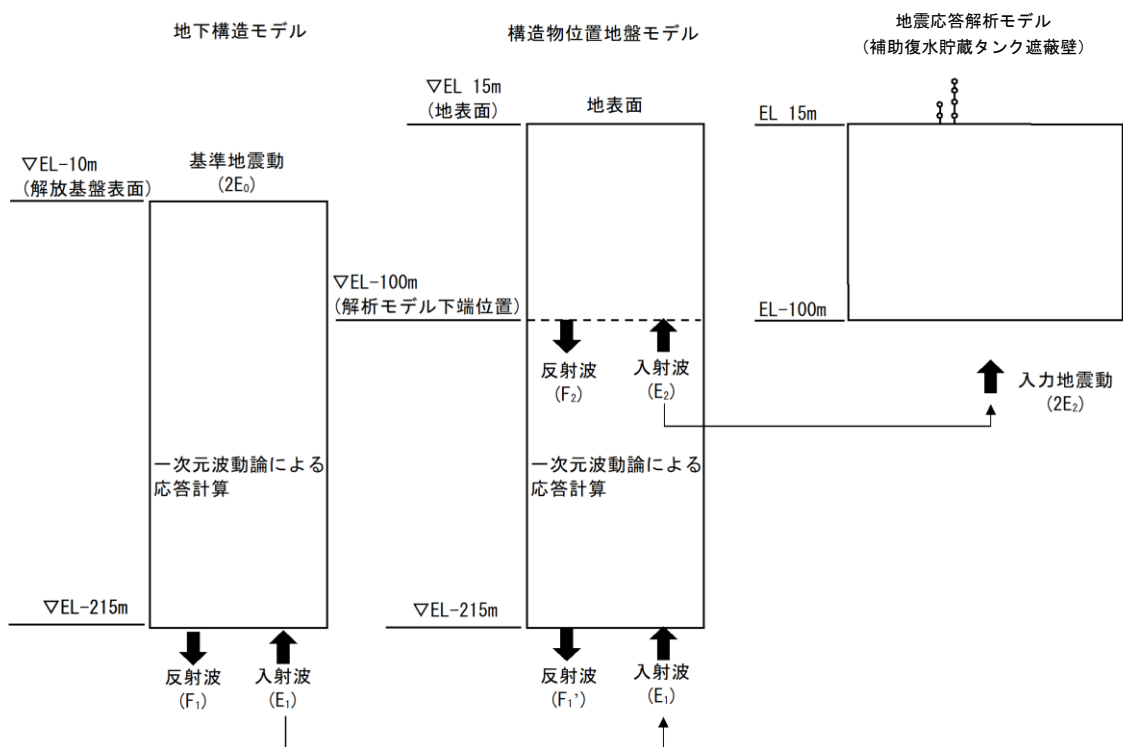 地下構造モデル
▽EL-10m
(解放基盤表面)
基準地震動
(2E₀)
一次元波動論による
応答計算
▽EL-215m
反射波
(F₁)
入射波
(E₁)
構造物位置地盤モデル
▽EL 15m
(地表面)
地表面
▽EL-100m
(解析モデル下端位置)
反射波
(F₂)
入射波
(E₂)
一次元波動論による
応答計算
▽EL-215m
反射波
(F₁')
入射波
(E₁)
地震応答解析モデル
(補助復水貯蔵タンク遮蔽壁)
EL 15m
EL-100m
入力地震動
(2E₂)